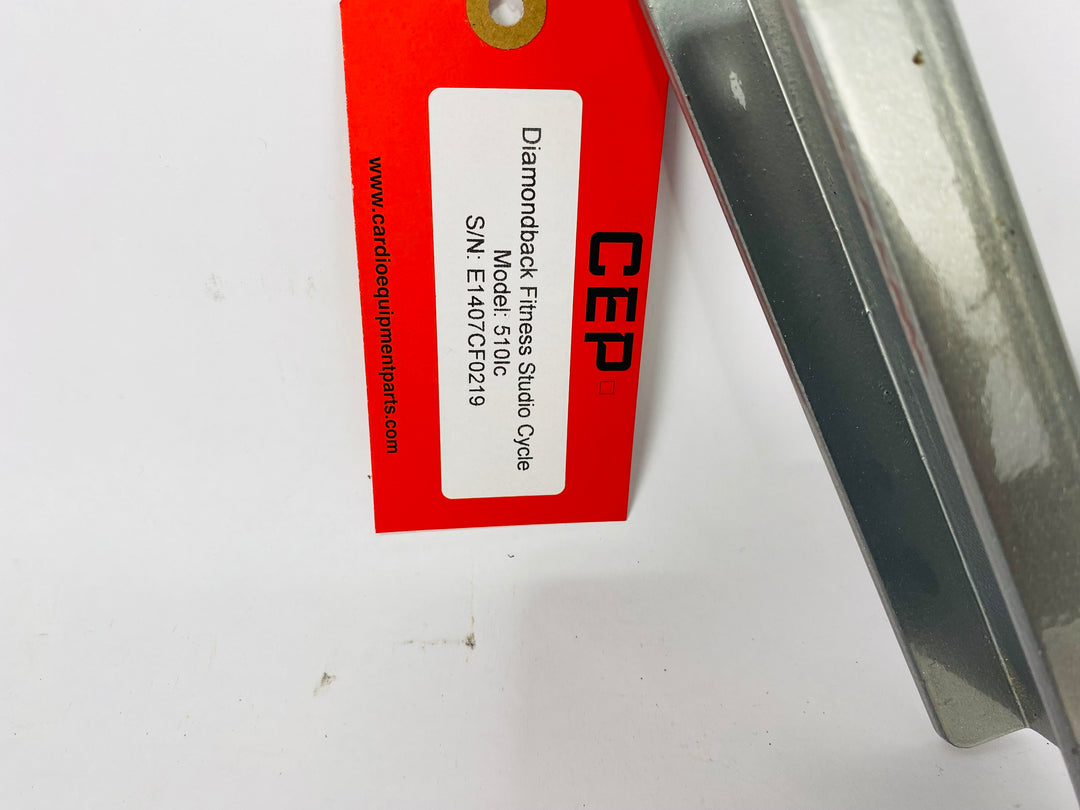 CEP
Diamondback Fitness Studio Cycle
Model: 510Ic
S/N: E1407CF0219
www.cardioequipmentparts.com